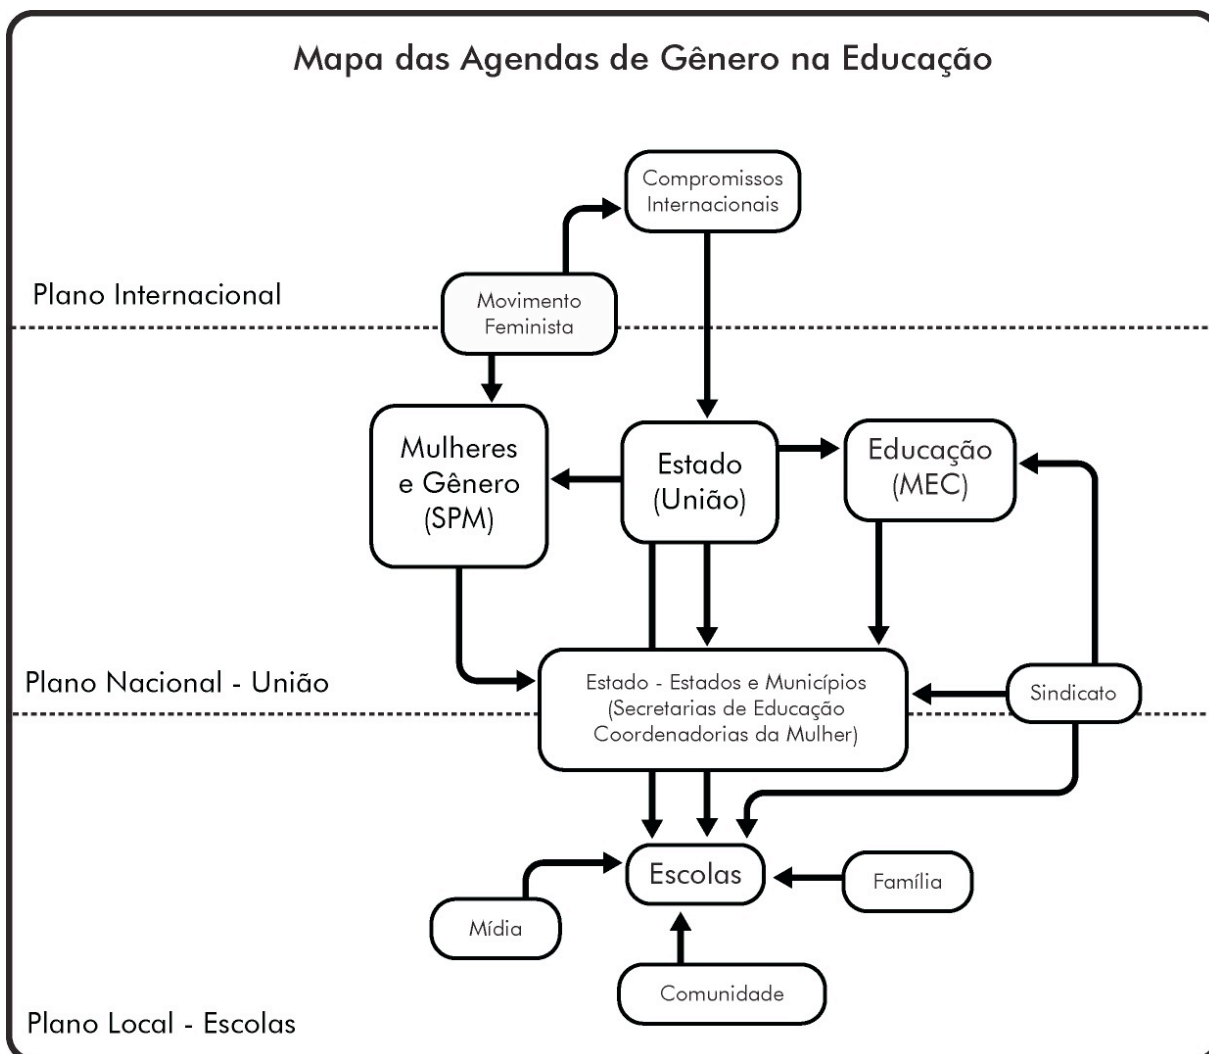 Mapa das Agendas de Gênero na Educação
Compromissos
Internacionais
Plano Internacional
Movimento
Feminista
Mulheres
e Gênero
(SPM)
Estado
(União)
Educação
(MEC)
Plano Nacional - União
Estado - Estados e Municípios
(Secretarias de Educação
Coordenadorias da Mulher)
Sindicato
Escolas
Família
Mídia
Comunidade
Plano Local - Escolas